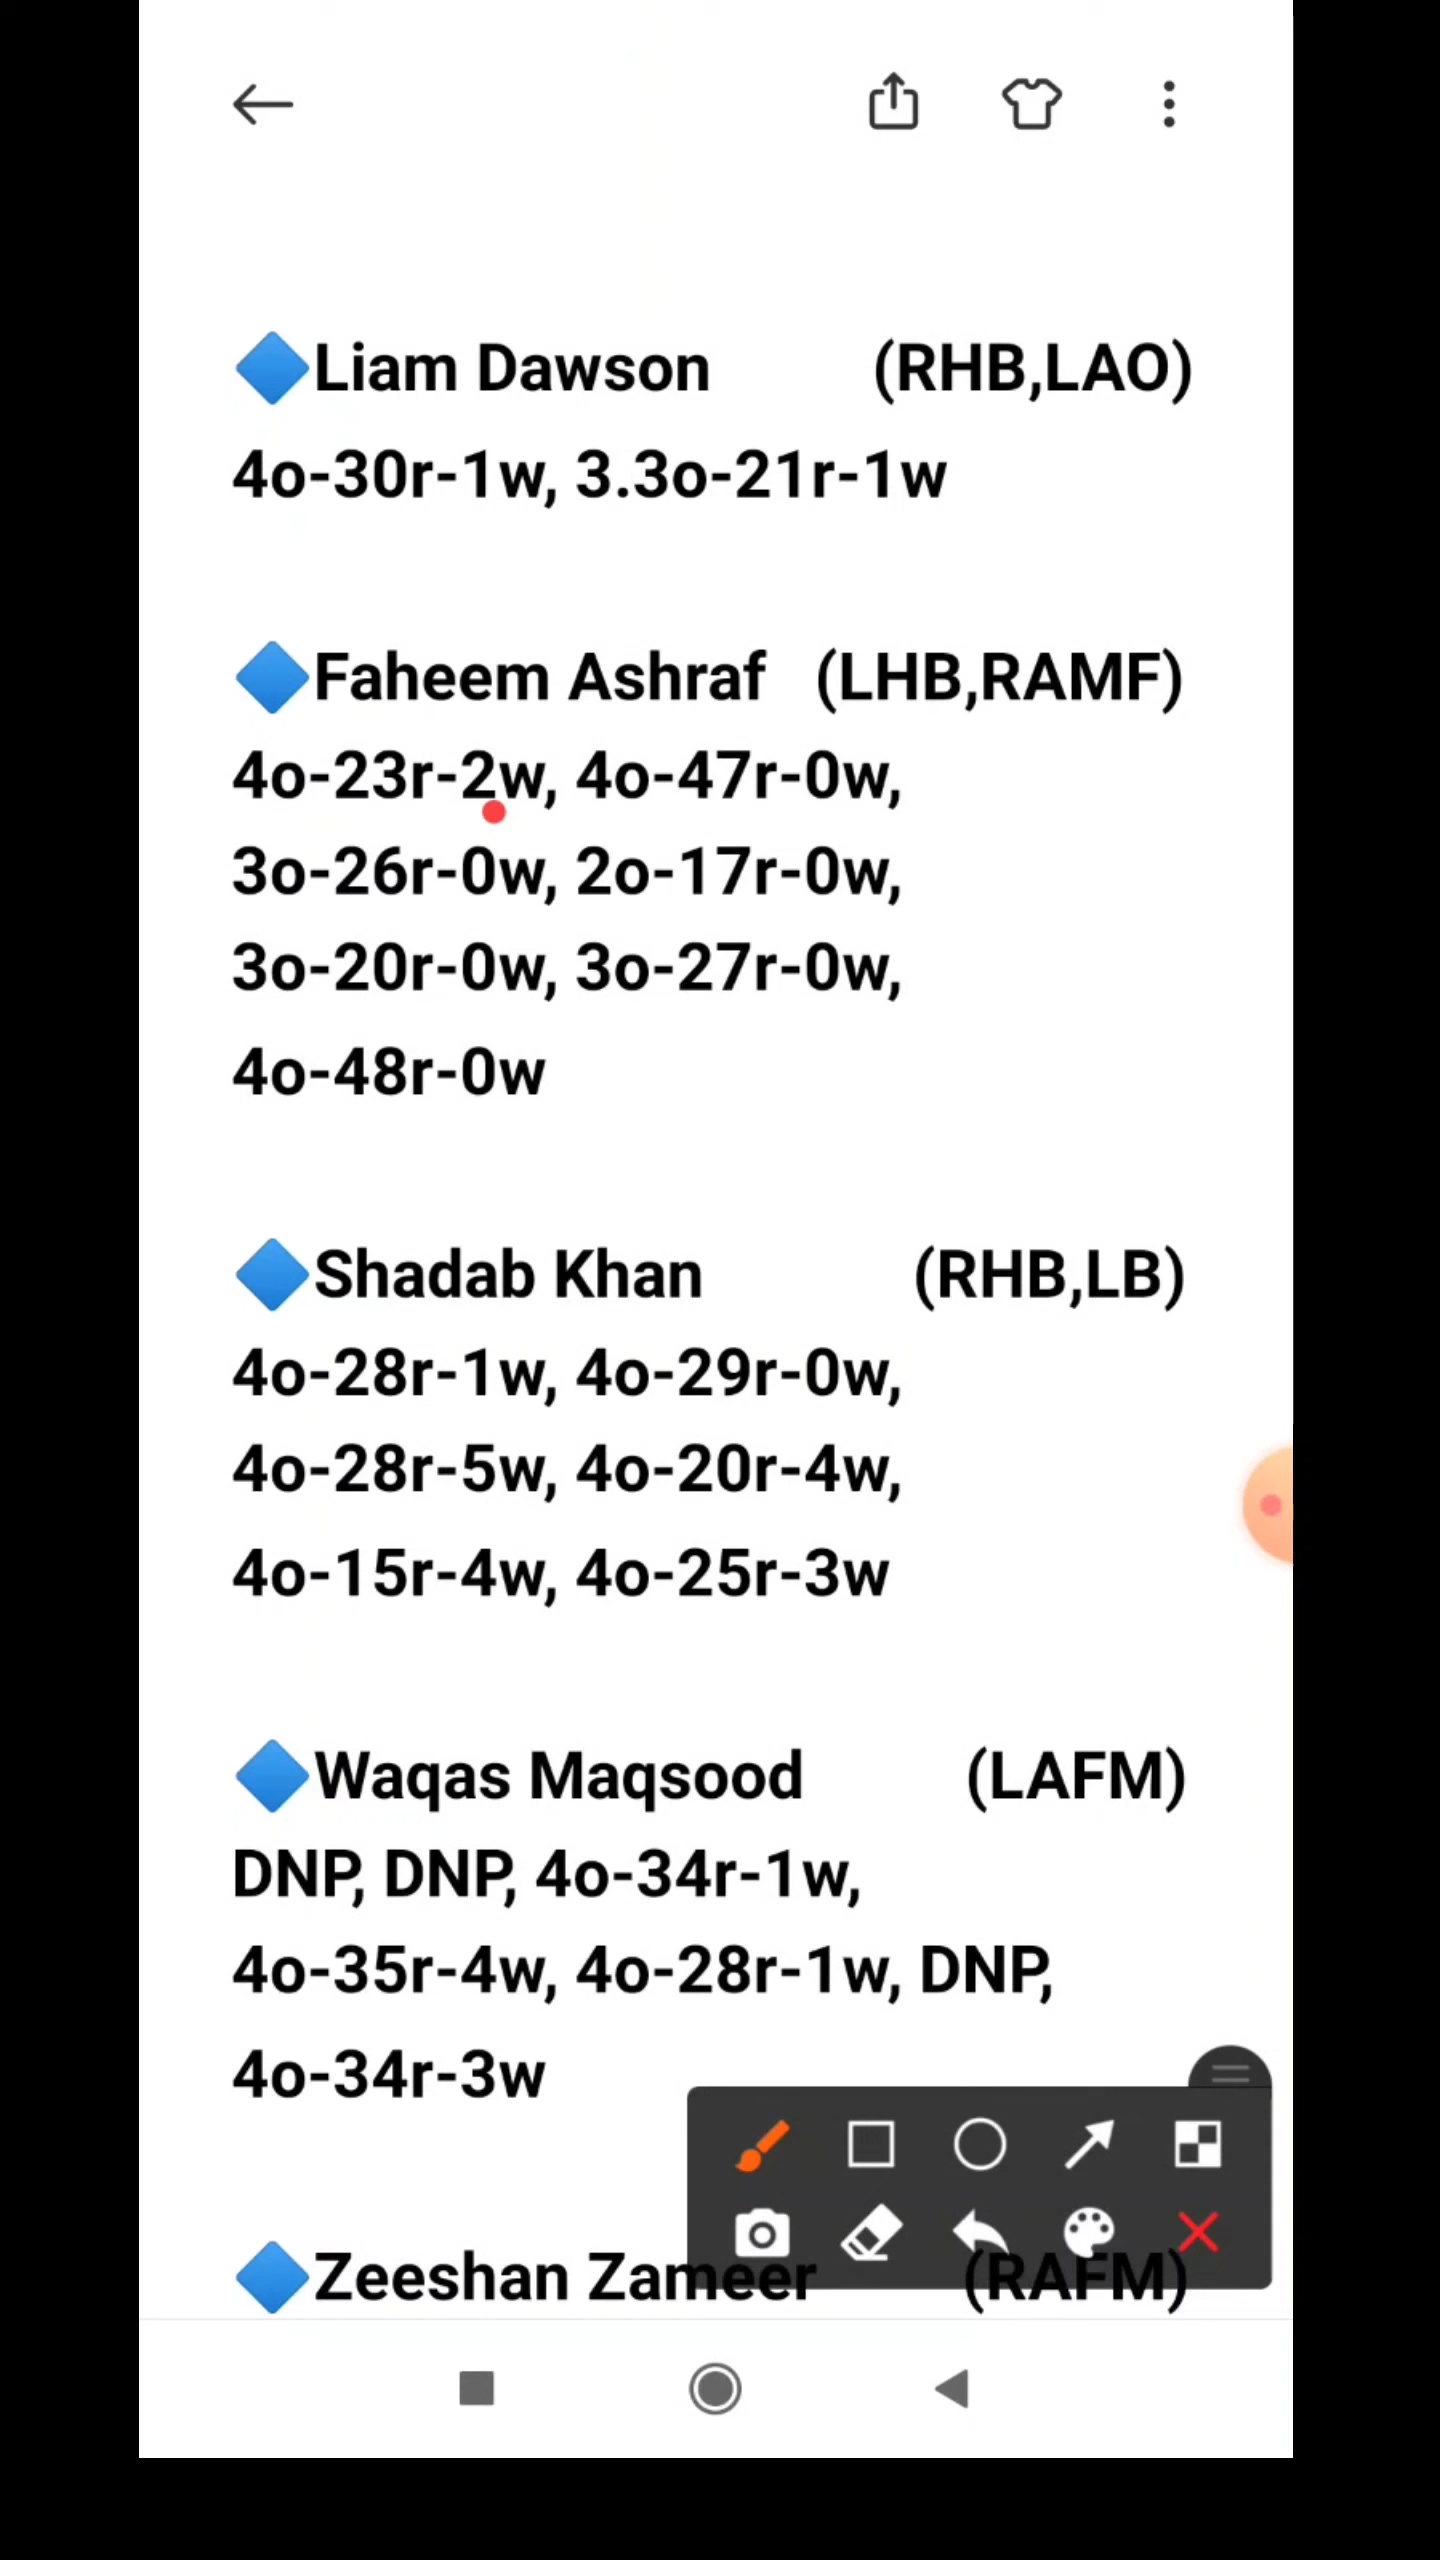 🔷Liam Dawson (RHB,LAO)
4o-30r-1w, 3.3o-21r-1w
🔷Faheem Ashraf (LHB,RAMF)
4o-23r-2w, 4o-47r-0w,
3o-26r-0w, 2o-17r-0w,
3o-20r-0w, 3o-27r-0w,
4o-48r-0w
🔷Shadab Khan (RHB,LB)
4o-28r-1w, 4o-29r-0w,
4o-28r-5w, 4o-20r-4w,
4o-15r-4w, 4o-25r-3w
🔷Waqas Maqsood (LAFM)
DNP, DNP, 4o-34r-1w,
4o-35r-4w, 4o-28r-1w, DNP,
4o-34r-3w
🔷Zeeshan Zameer (RAFM)